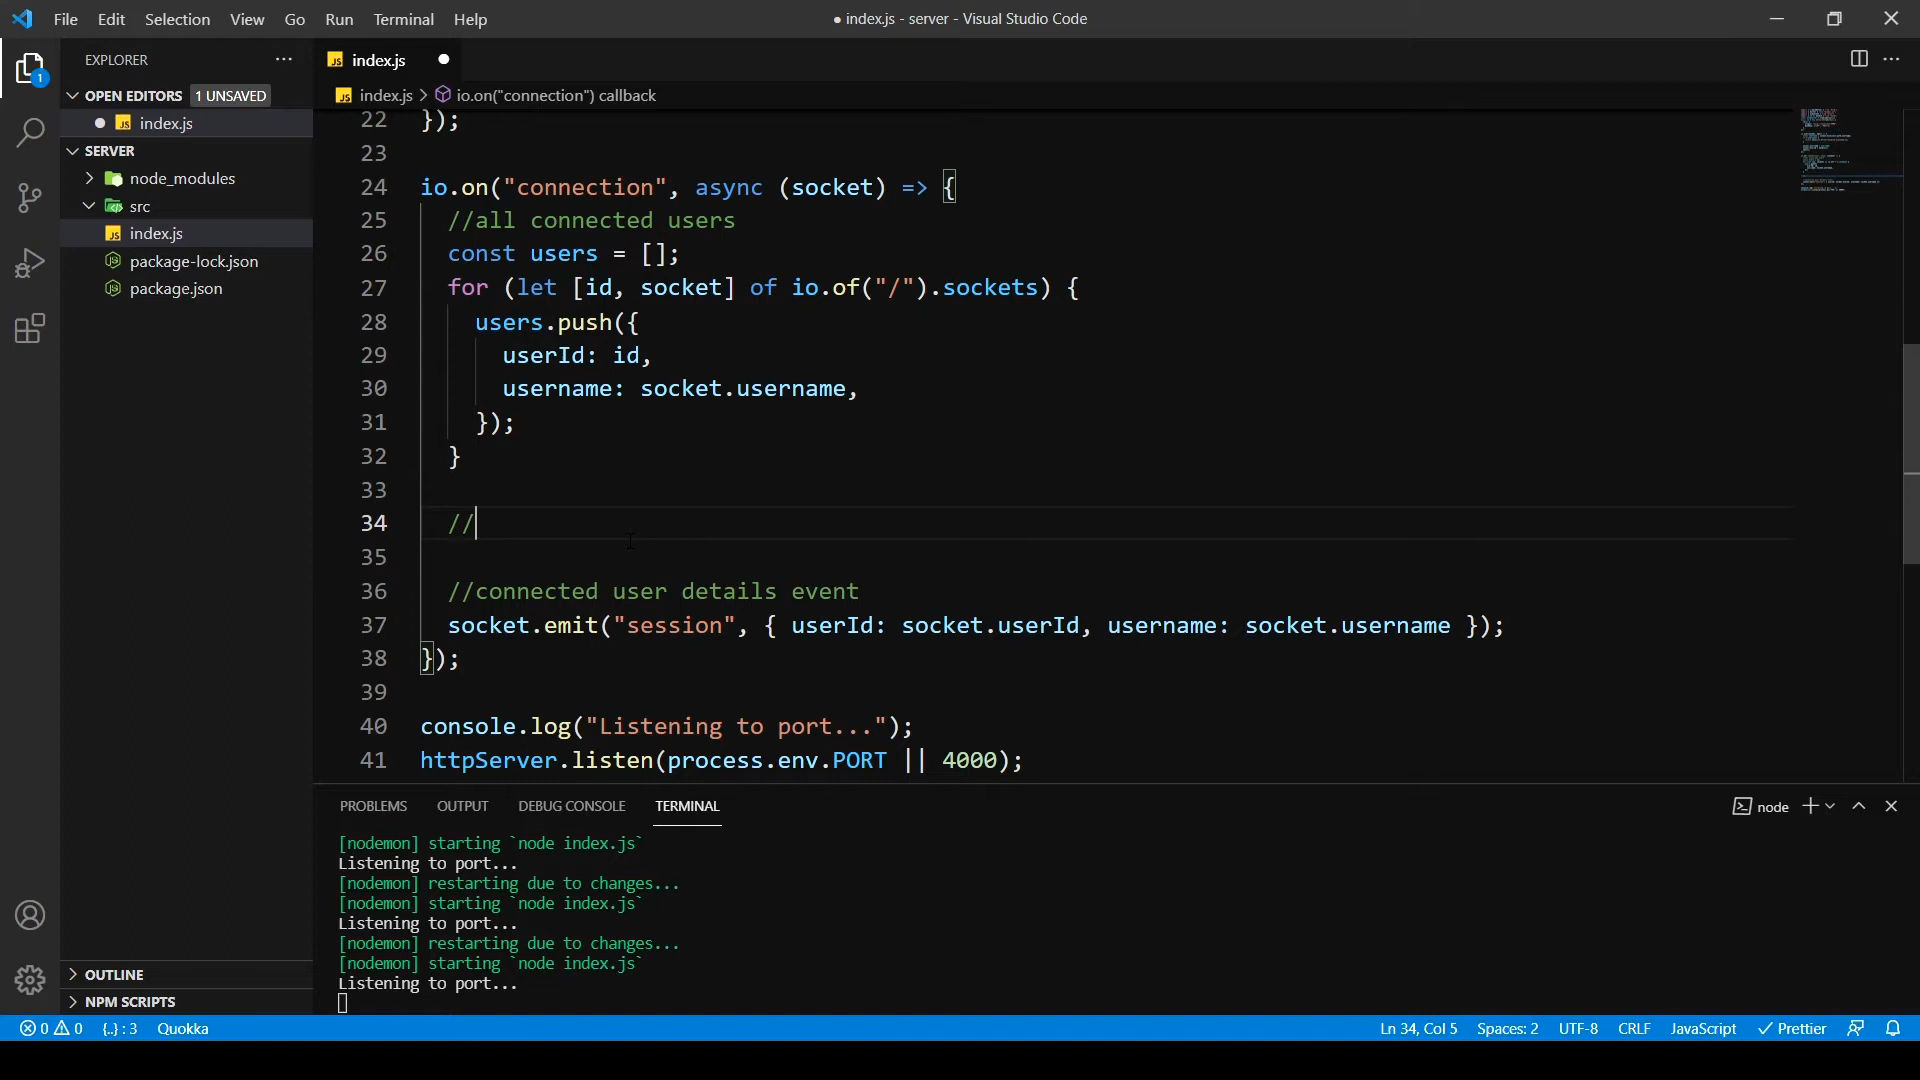 File Edit Selection View Go Run Terminal Help
● index.js - server - Visual Studio Code
EXPLORER
1
OPEN EDITORS 1 UNSAVED
index.js
SERVER
node_modules
src
index.js
package-lock.json
package.json
OUTLINE
NPM SCRIPTS
JS index.js
JS index.js > io.on("connection") callback
22 });
23
24 io.on("connection", async (socket) => {
25 //all connected users
26 const users = [];
27 for (let [id, socket] of io.of("/").sockets) {
28 users.push({
29 userId: id,
30 username: socket.username,
31 });
32 }
33
34 //
35
36 //connected user details event
37 socket.emit("session", { userId: socket.userId, username: socket.username });
38 });
39
40 console.log("Listening to port...");
41 httpServer.listen(process.env.PORT || 4000);
PROBLEMS OUTPUT DEBUG CONSOLE TERMINAL
node
[nodemon] starting `node index.js`
Listening to port...
[nodemon] restarting due to changes...
[nodemon] starting `node index.js`
Listening to port...
[nodemon] restarting due to changes...
[nodemon] starting `node index.js`
Listening to port...
0 0 {..} : 3 Quokka
Ln 34, Col 5 Spaces: 2 UTF-8 CRLF JavaScript Prettier